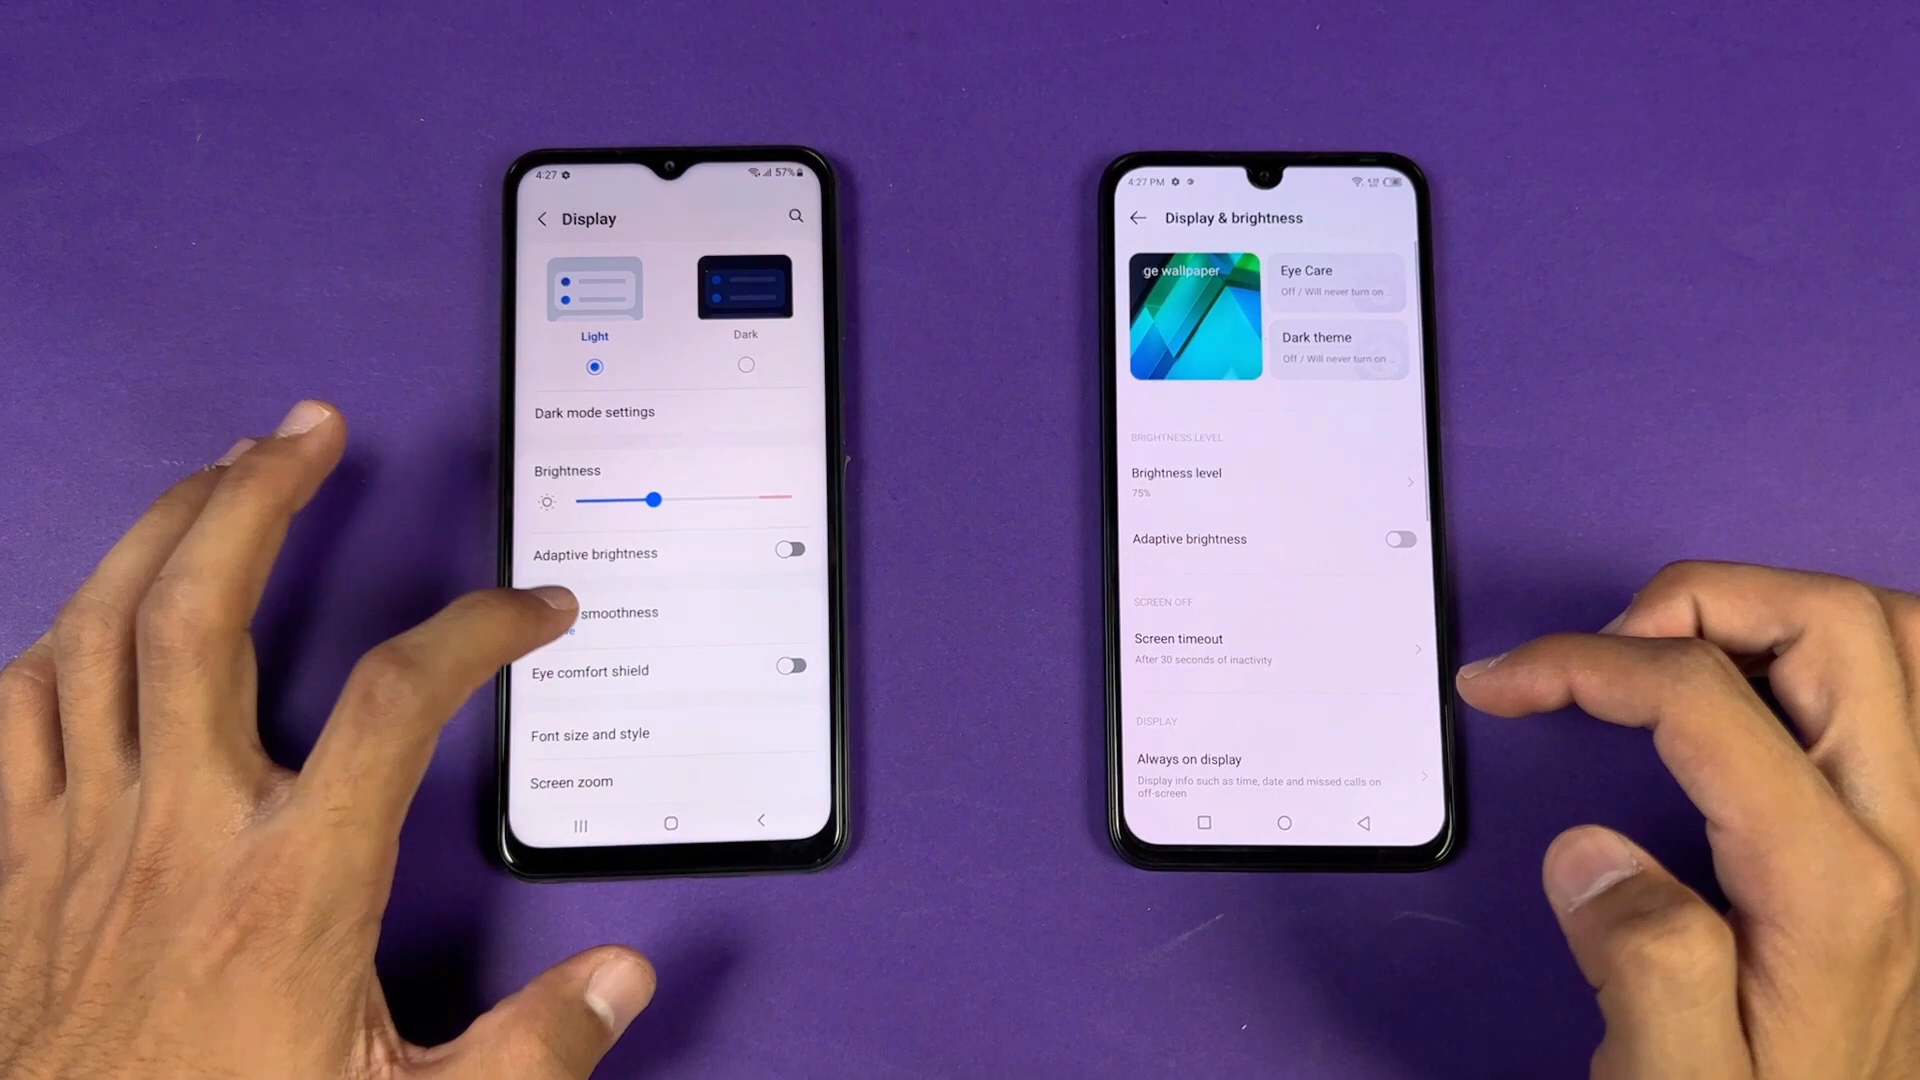 4:27
57%
Display
Light
Dark
Dark mode settings
Brightness
Adaptive brightness
smoothness
Eye comfort shield
Font size and style
Screen zoom
4:27 PM
Display & brightness
ge wallpaper
Eye Care
Off / Will never turn on ...
Dark theme
Off / Will never turn on ...
BRIGHTNESS LEVEL
Brightness level
75%
Adaptive brightness
SCREEN OFF
Screen timeout
After 30 seconds of inactivity
DISPLAY
Always on display
Display info such as time, date and missed calls on
off-screen